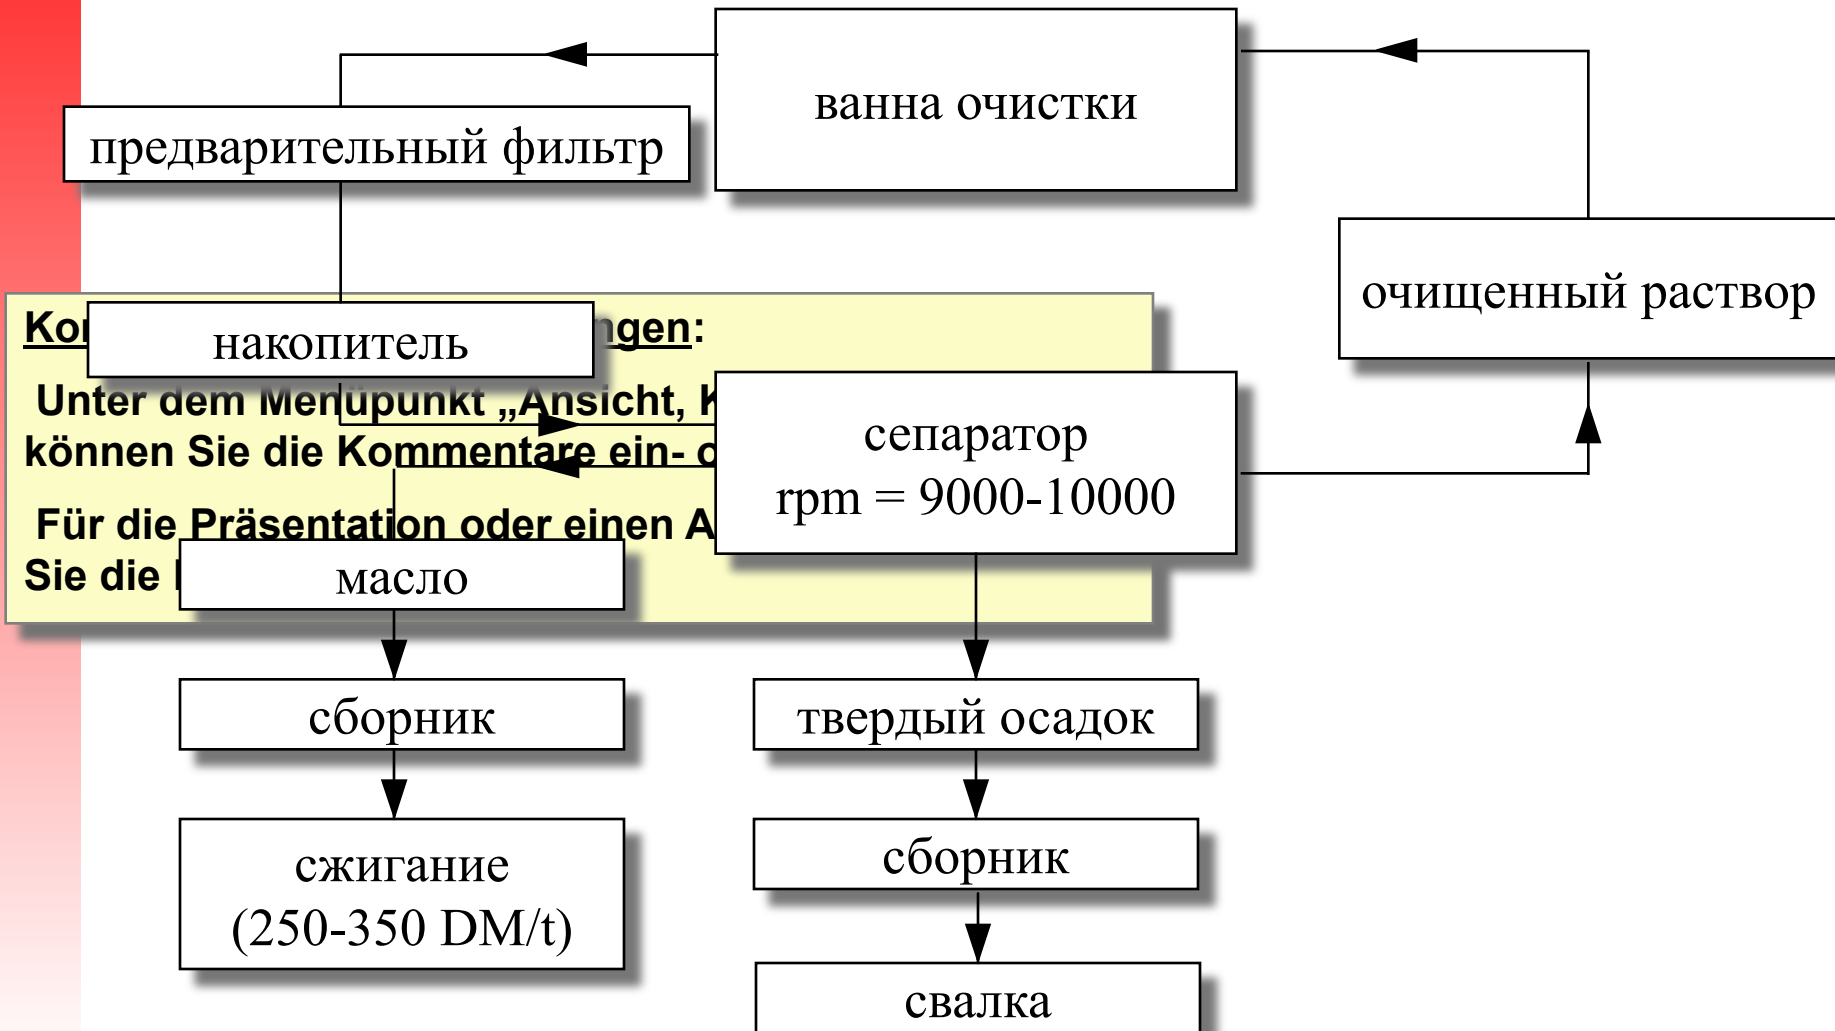 ванна очистки
предварительный фильтр
очищенный раствор
накопитель
ngen:
Unter dem Menüpunkt „Ansicht,
können Sie die Kommentare ein-
сепаратор
rpm = 9000-10000
Für die Präsentation oder einen
Sie die
масло
сборник
твердый осадок
сжигание
(250-350 DM/t)
сборник
свалка